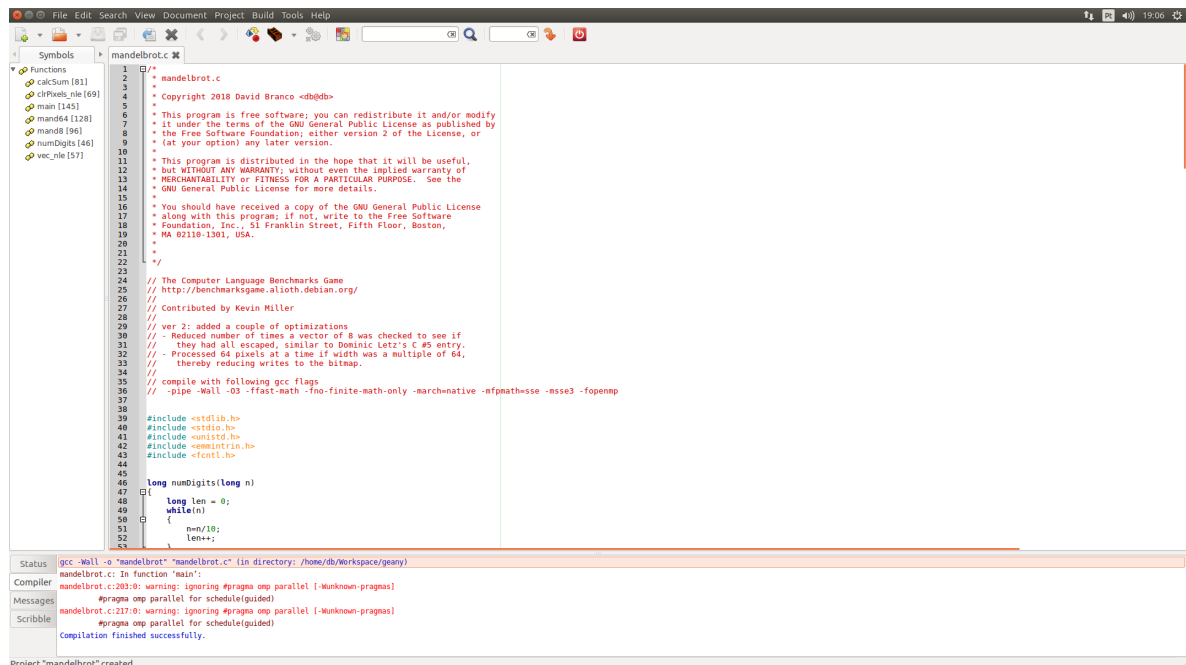 File Edit Search View Document Project Build Tools Help
Pt 19:06
Symbols
mandelbrot.c
Functions
calcSum [81]
clrPixels_nle [69]
main [145]
mand64 [128]
mand8 [96]
numDigits [46]
vec_nle [57]
1 /*
2 * mandelbrot.c
3 *
4 * Copyright 2018 David Branco <db@db>
5 *
6 * This program is free software; you can redistribute it and/or modify
7 * it under the terms of the GNU General Public License as published by
8 * the Free Software Foundation; either version 2 of the License, or
9 * (at your option) any later version.
10 *
11 * This program is distributed in the hope that it will be useful,
12 * but WITHOUT ANY WARRANTY; without even the implied warranty of
13 * MERCHANTABILITY or FITNESS FOR A PARTICULAR PURPOSE.  See the
14 * GNU General Public License for more details.
15 *
16 * You should have received a copy of the GNU General Public License
17 * along with this program; if not, write to the Free Software
18 * Foundation, Inc., 51 Franklin Street, Fifth Floor, Boston,
19 * MA 02110-1301, USA.
20 *
21 *
22 */
23
24 // The Computer Language Benchmarks Game
25 // http://benchmarksgame.alioth.debian.org/
26 //
27 // Contributed by Kevin Miller
28 //
29 // ver 2: added a couple of optimizations
30 // - Reduced number of times a vector of 8 was checked to see if
31 //   they had all escaped, similar to Dominic Letz's C #5 entry.
32 // - Processed 64 pixels at a time if width was a multiple of 64,
33 //   thereby reducing writes to the bitmap.
34 //
35 // compile with following gcc flags
36 //  -pipe -Wall -O3 -ffast-math -fno-finite-math-only -march=native -mfpmath=sse -msse3 -fopenmp
37
38
39 #include <stdlib.h>
40 #include <stdio.h>
41 #include <unistd.h>
42 #include <emmintrin.h>
43 #include <fcntl.h>
44
45
46 long numDigits(long n)
47 {
48 long len = 0;
49 while(n)
50 {
51 n=n/10;
52 len++;
53 }
Status
Compiler
Messages
Scribble
gcc -Wall -o "mandelbrot" "mandelbrot.c" (in directory: /home/db/Workspace/geany)
mandelbrot.c: In function ‘main’:
mandelbrot.c:203:0: warning: ignoring #pragma omp parallel [-Wunknown-pragmas]
#pragma omp parallel for schedule(guided)
mandelbrot.c:217:0: warning: ignoring #pragma omp parallel [-Wunknown-pragmas]
#pragma omp parallel for schedule(guided)
Compilation finished successfully.
Project "mandelbrot" created.